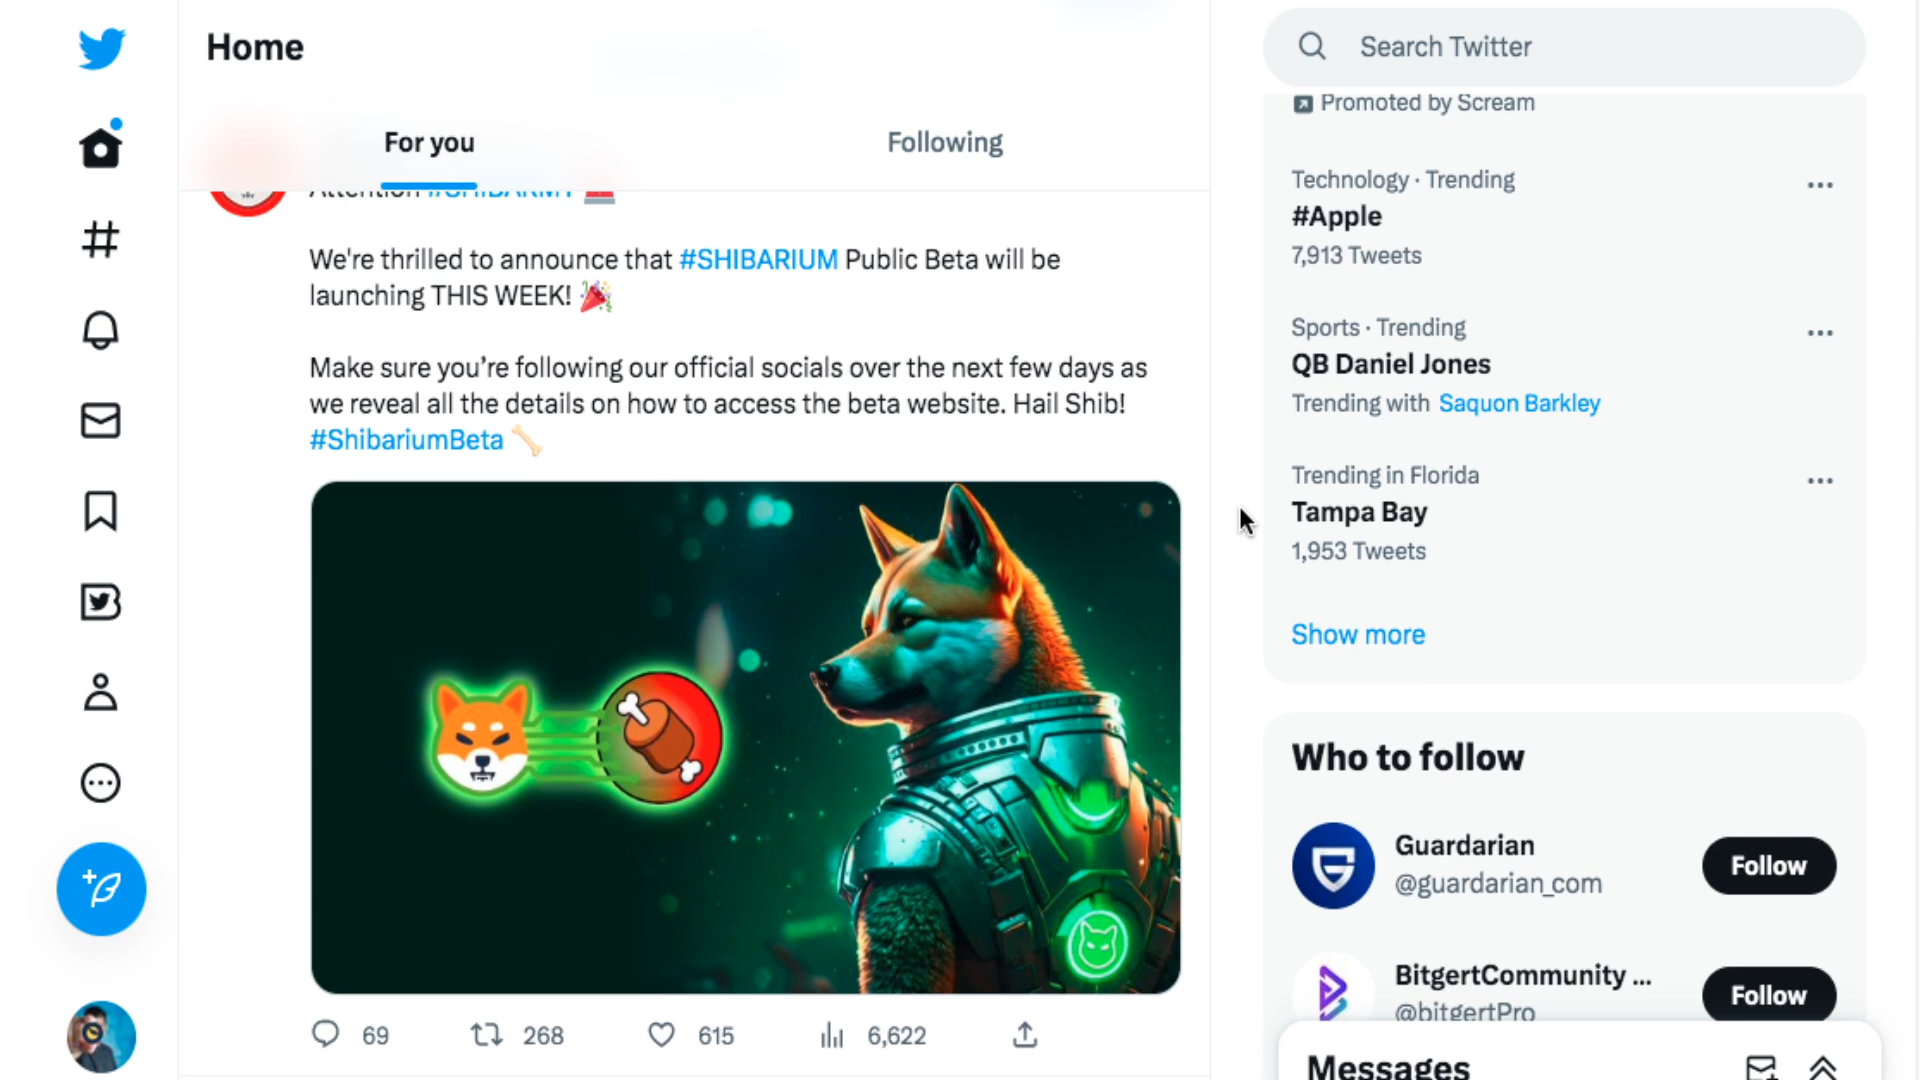 Home
For you
Following
Attention #SHIBARMY
We're thrilled to announce that #SHIBARIUM Public Beta will be
launching THIS WEEK! 🎉
Make sure you’re following our official socials over the next few days as
we reveal all the details on how to access the beta website. Hail Shib!
#ShibariumBeta 🦴
69
268
615
6,622
Search Twitter
Promoted by Scream
Technology · Trending
#Apple
7,913 Tweets
Sports · Trending
QB Daniel Jones
Trending with Saquon Barkley
Trending in Florida
Tampa Bay
1,953 Tweets
Show more
Who to follow
Guardarian
@guardarian_com
Follow
BitgertCommunity ...
@bitgertPro
Follow
Messages